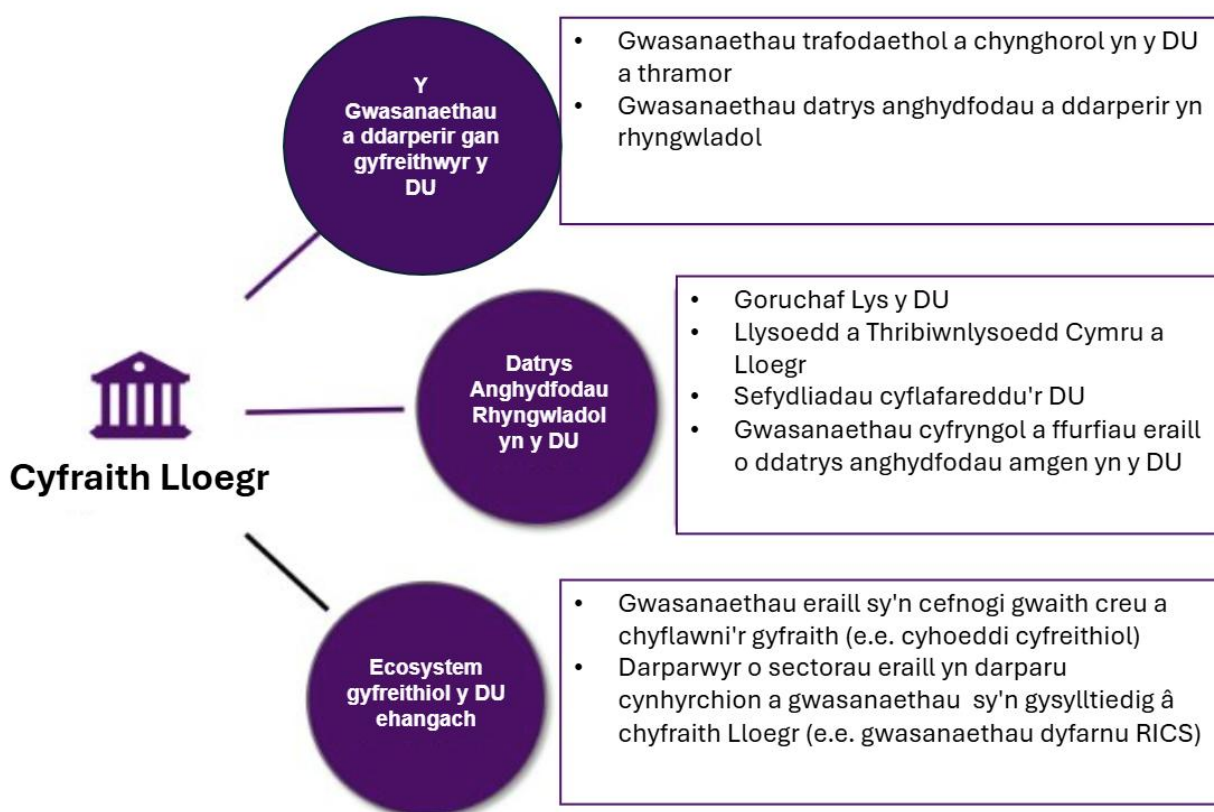 Y
Gwasanaethau
a ddarperir gan
gyfreithwyr y
DU
• Gwasanaethau trafodaethol a chynghorol yn y DU
a thramor
• Gwasanaethau datrys anghydfodau a ddarperir yn
rhyngwladol
Cyfraith Lloegr
Datrys
Anghydfodau
Rhyngwladol
yn y DU
• Goruchaf Lys y DU
• Llysoedd a Thribiwnlysoedd Cymru a
Lloegr
• Sefydliadau cyflafareddu'r DU
• Gwasanaethau cyfryngol a ffurfiau eraill
o ddatrys anghydfodau amgen yn y DU
Ecosystem
gyfreithiol y DU
ehangach
• Gwasanaethau eraill sy'n cefnogi gwaith creu a
chyflawni'r gyfraith (e.e. cyhoeddi cyfreithiol)
• Darparwyr o sectorau eraill yn darparu
cynhyrchion a gwasanaethau sy'n gysylltiedig â
chyfraith Lloegr (e.e. gwasanaethau dyfarnu RICS)